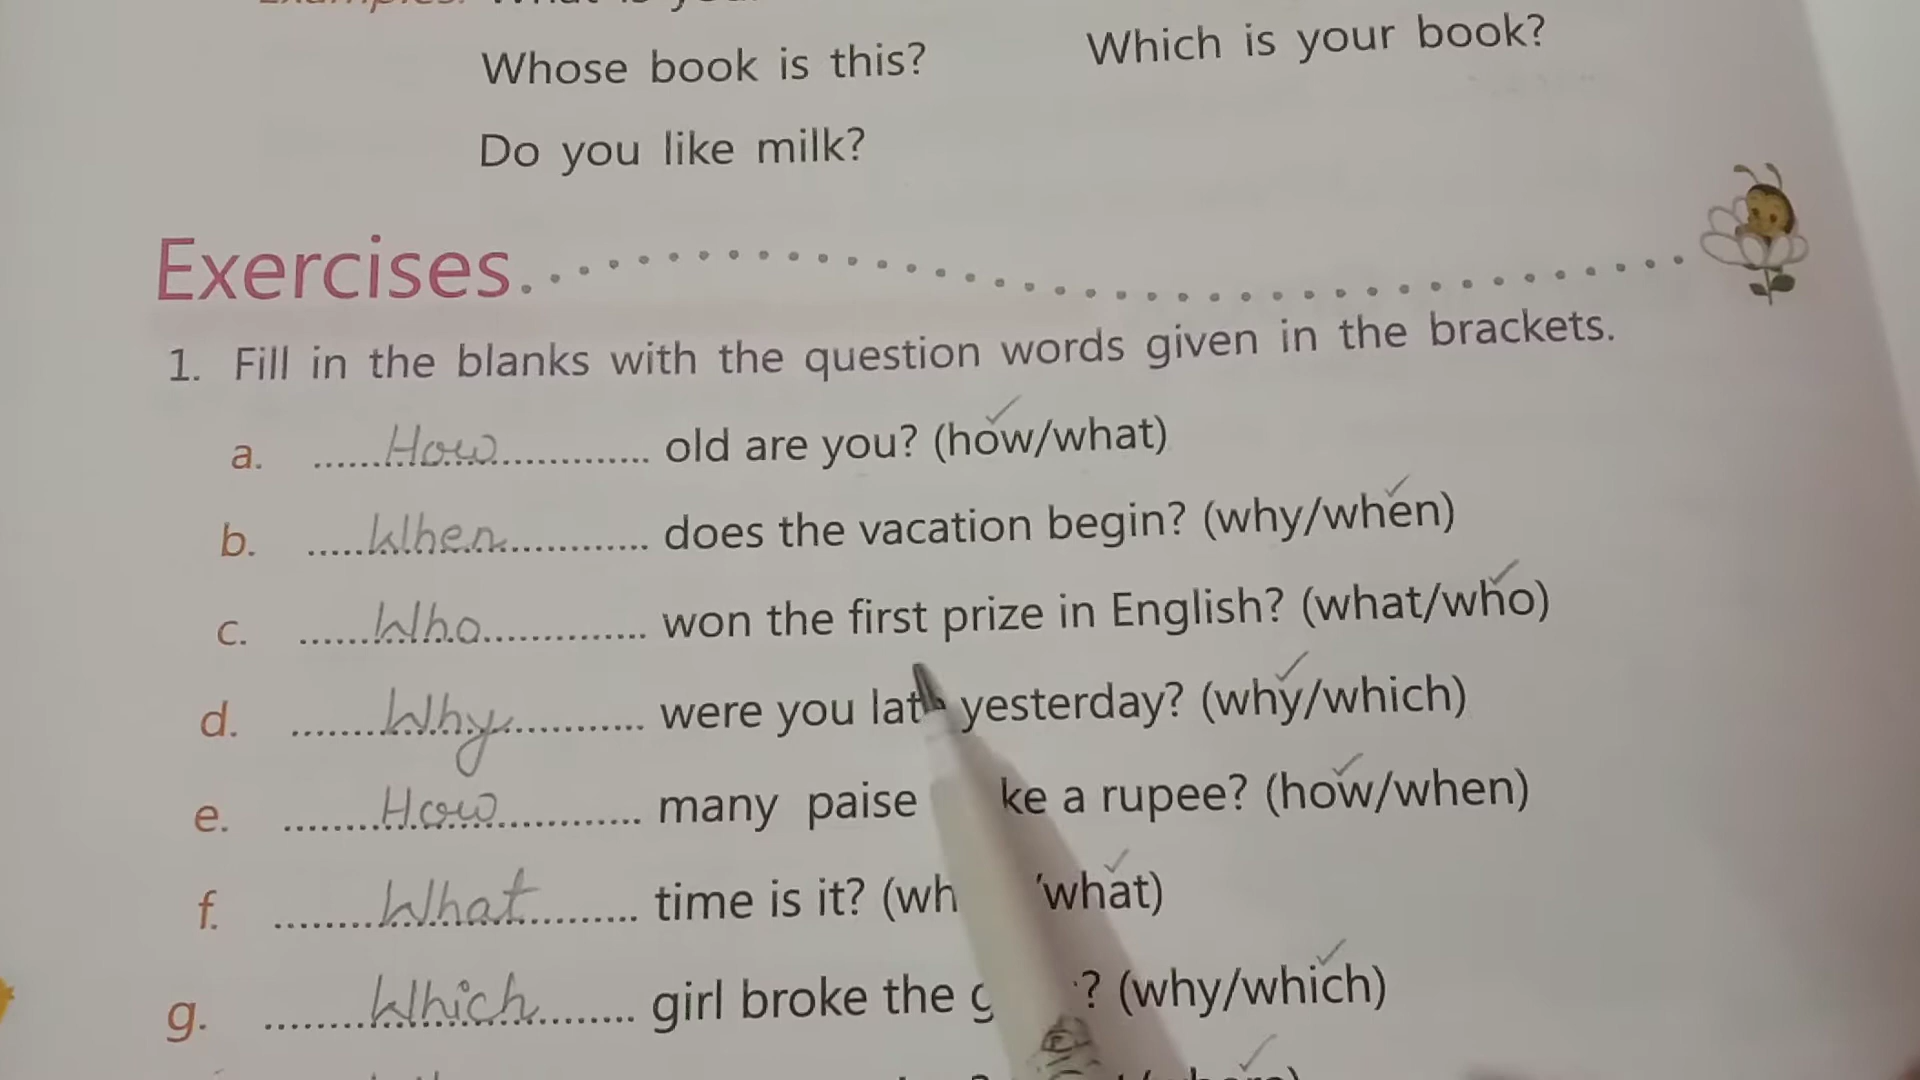 Whose book is this? Which is your book?
Do you like milk?
Exercises
1. Fill in the blanks with the question words given in the brackets.
a. ......How.............. old are you? (how/what)
b. .....When............. does the vacation begin? (why/when)
c. ......Who.............. won the first prize in English? (what/who)
d. ........Why............ were you late yesterday? (why/which)
e. ........How............ many paise a rupee? (how/when)
f. ........What.......... time is it? ( what)
g. ........Which......... girl broke the ? (why/which)